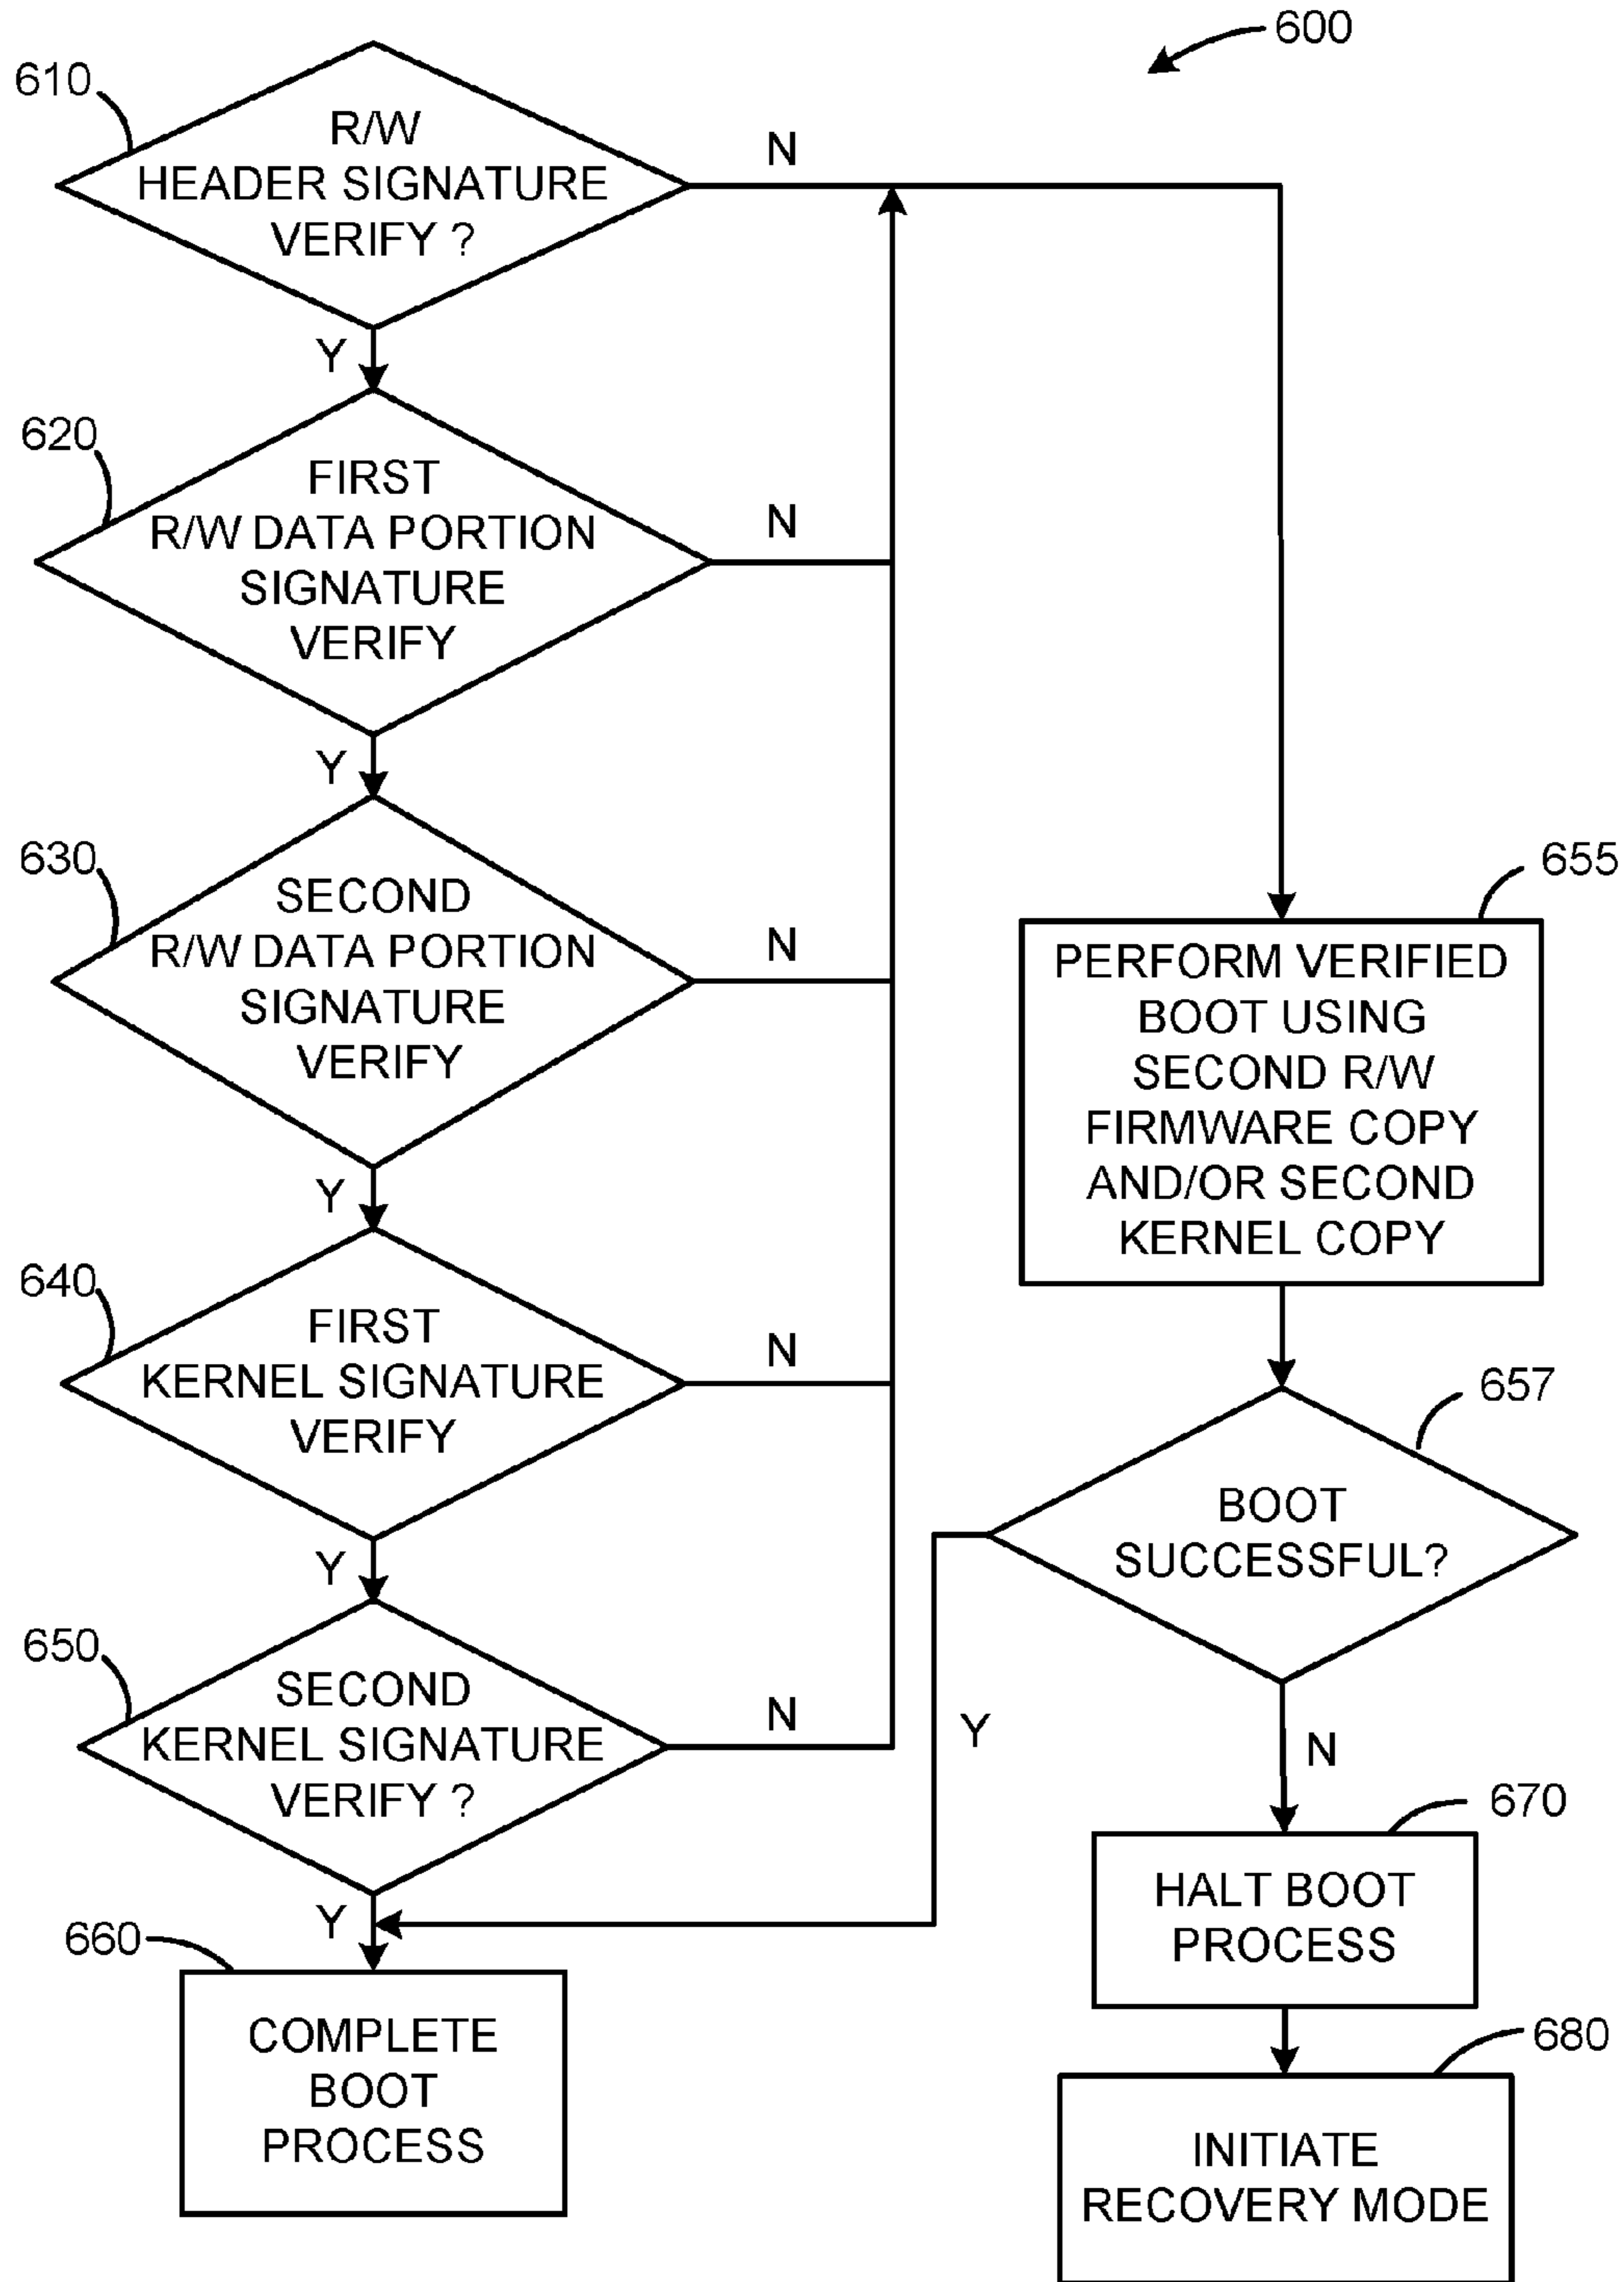 600
610
R/W
HEADER SIGNATURE
VERIFY ?
N
Y
620
FIRST
R/W DATA PORTION
SIGNATURE
VERIFY
N
Y
630
SECOND
R/W DATA PORTION
SIGNATURE
VERIFY
N
Y
640
FIRST
KERNEL SIGNATURE
VERIFY
N
Y
650
SECOND
KERNEL SIGNATURE
VERIFY ?
N
Y
660
COMPLETE
BOOT
PROCESS
655
PERFORM VERIFIED
BOOT USING
SECOND R/W
FIRMWARE COPY
AND/OR SECOND
KERNEL COPY
657
BOOT
SUCCESSFUL?
Y
N
670
HALT BOOT
PROCESS
680
INITIATE
RECOVERY MODE